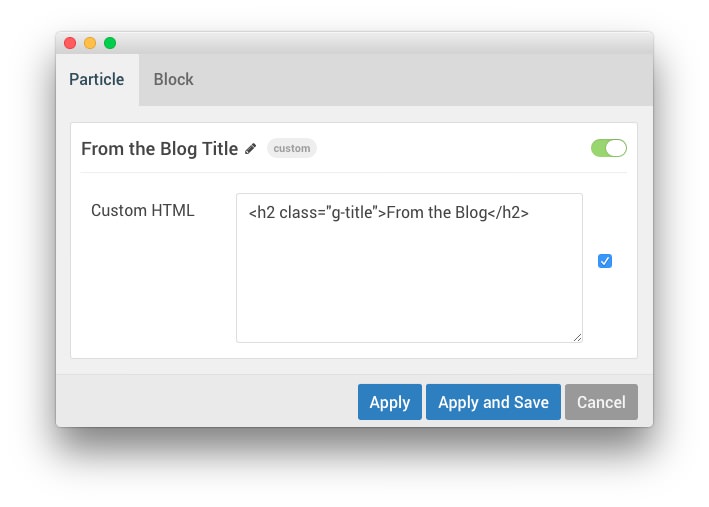 Particle Block
From the Blog Title custom
Custom HTML
<h2 class="g-title">From the Blog</h2>
Apply Apply and Save Cancel